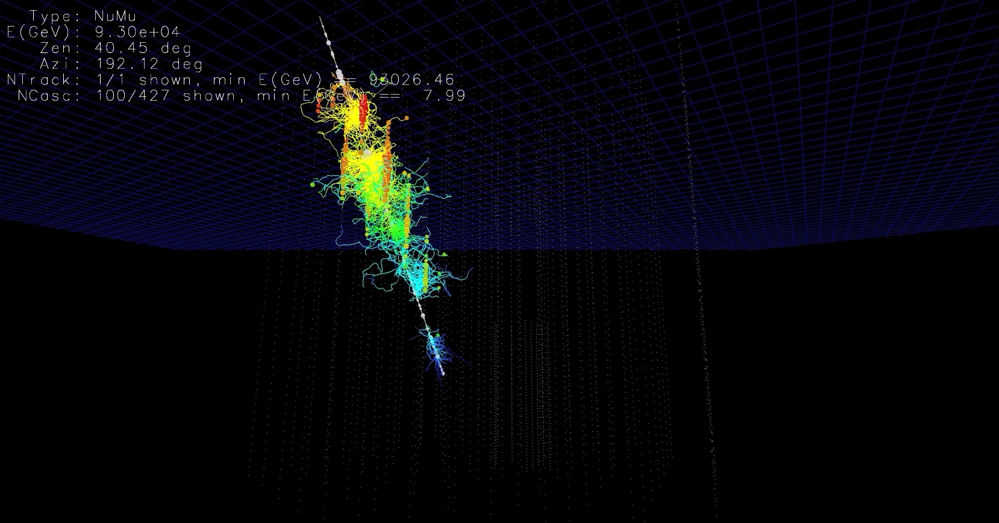 Type: NuMu
E(GeV): 9.30e+04
Zen: 40.45 deg
Azi: 192.12 deg
NTrack: 1/1 shown, min E(GeV) == 93026.46
NCasc: 100/427 shown, min E(GeV) == 7.99